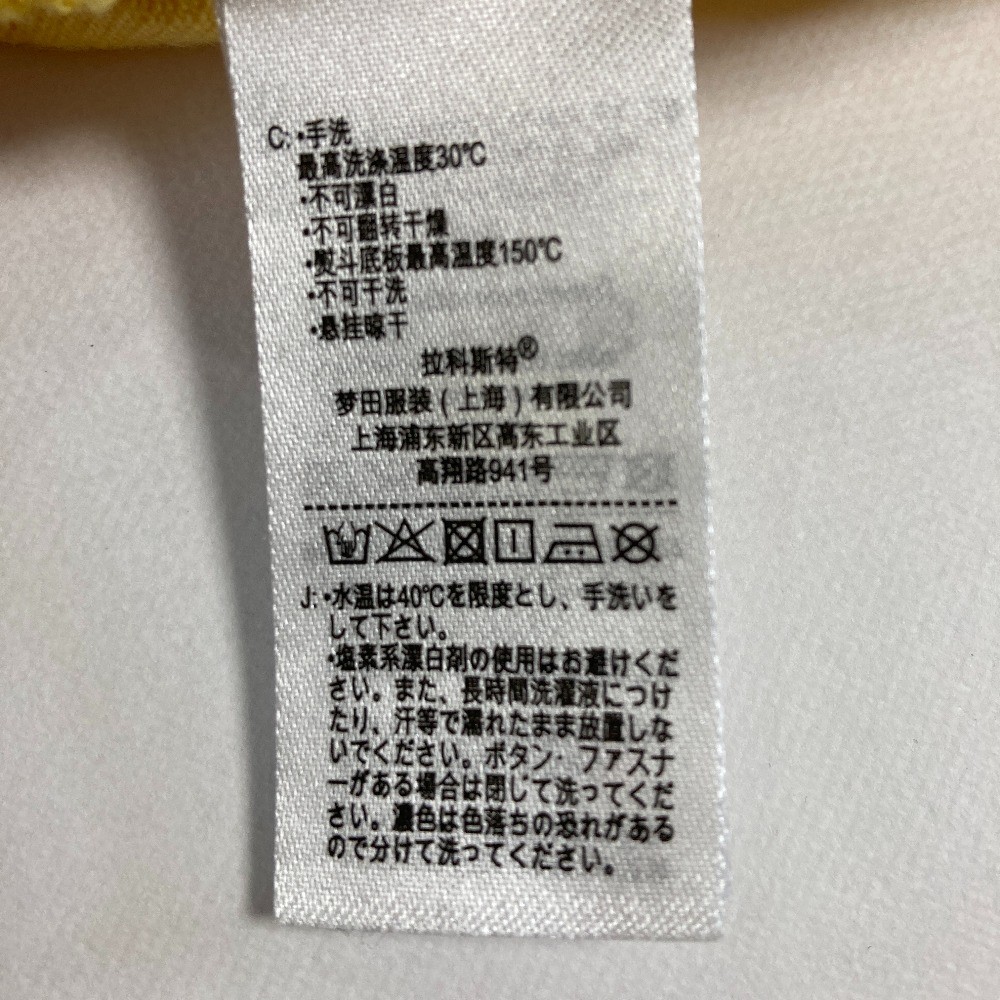 C: •手洗
最高洗涤温度30℃
•不可漂白
•不可翻转干燥
•熨斗底板最高温度150℃
•不可干洗
•悬挂晾干
拉科斯特®
梦田服装(上海)有限公司
上海浦东新区高东工业区
高翔路941号
J: •水温は40℃を限度とし、手洗いを
して下さい。
•塩素系漂白剤の使用はお避けくだ
さい。また、長時間洗濯液につけ
たり、汗等で濡れたまま放置しな
いでください。ボタン・ファスナ
ーがある場合は閉じて洗ってくだ
さい。濃色は色落ちの恐れがある
ので分けて洗ってください。